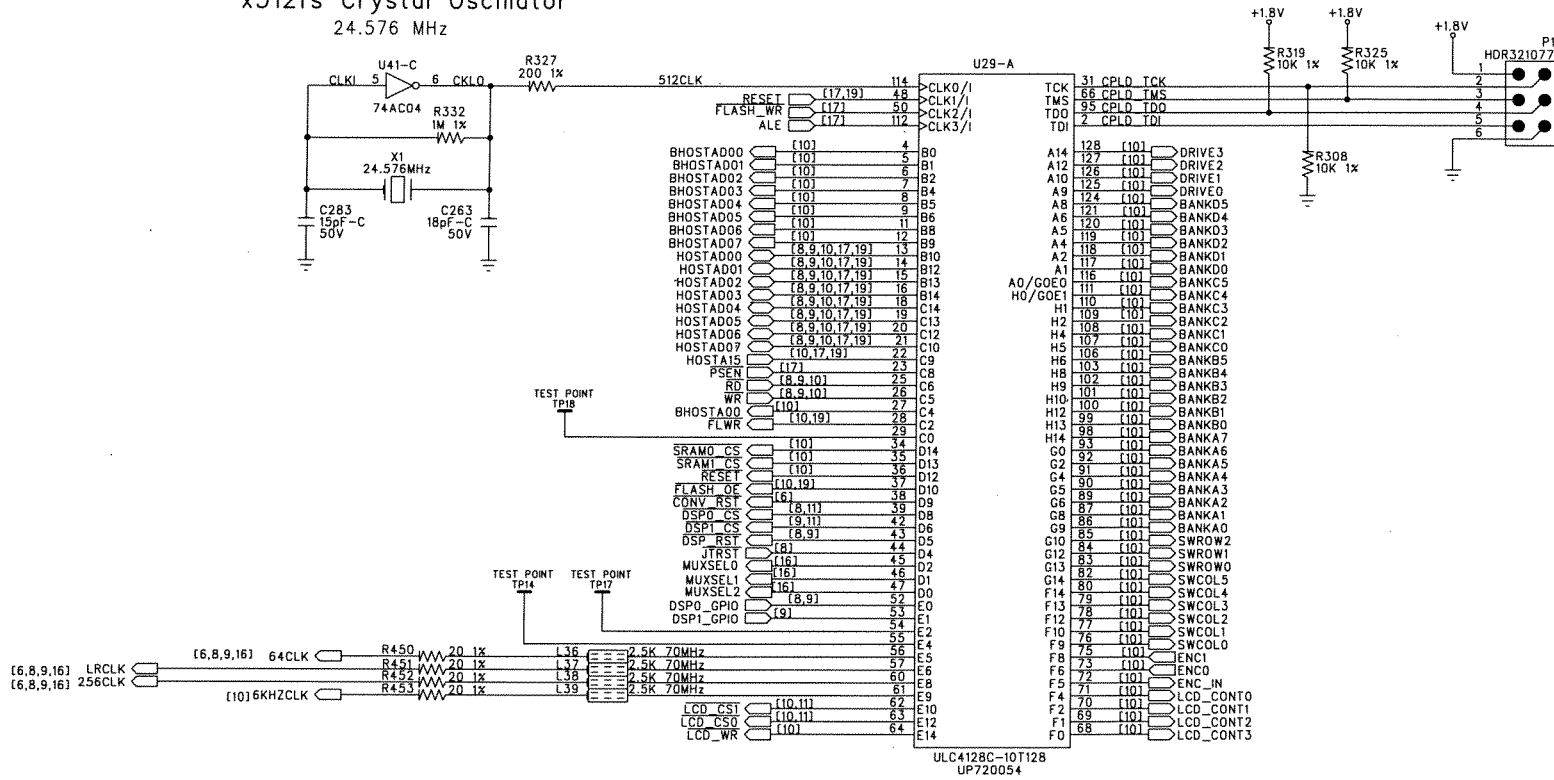 x512fs Crystal Oscillator
24.576 MHz
U41-C
CLKI 5 6 CKLO
74AC04
R332
1M 1%
X1
24.576MHz
C283
15pF-C
50V
C263
18pF-C
50V
R327
200 1%
512CLK
U29-A
+1.8V
R319
10K 1%
+1.8V
R325
10K 1%
+1.8V
P1
HDR321077
1
2
3
4
5
6
R308
10K 1%
114 >CLK0/I
RESET [17,19] 48 >CLK1/I
FLASH_WR [17] 50 >CLK2/I
ALE [17] 112 >CLK3/I
TCK 31 CPLD_TCK
TMS 66 CPLD_TMS
TDO 95 CPLD_TDO
TDI 2 CPLD_TDI
BHOSTAD00 [10] 4 B0
BHOSTAD01 [10] 5 B1
BHOSTAD02 [10] 6 B2
BHOSTAD03 [10] 7 B4
BHOSTAD04 [10] 8 B5
BHOSTAD05 [10] 9 B6
BHOSTAD06 [10] 11 B8
BHOSTAD07 [10] 12 B9
HOSTAD00 [8,9,10,17,19] 13 B10
HOSTAD01 [8,9,10,17,19] 14 B12
HOSTAD02 [8,9,10,17,19] 15 B13
HOSTAD03 [8,9,10,17,19] 16 B14
HOSTAD04 [8,9,10,17,19] 18 C14
HOSTAD05 [8,9,10,17,19] 19 C13
HOSTAD06 [8,9,10,17,19] 20 C12
HOSTAD07 [8,9,10,17,19] 21 C10
HOSTA15 [10,17,19] 22 C9
PSEN [17] 23 C8
RD [8,9,10] 25 C6
WR [8,9,10] 26 C5
BHOSTA00 [10] 27 C4
FLWR [10,19] 28 C2
TEST POINT
TP18
29 C0
SRAM0_CS [10] 34 D14
SRAM1_CS [10] 35 D13
RESET [10] 36 D12
FLASH_OE [10,19] 37 D10
CONV_RST [6] 38 D9
DSP0_CS [8,11] 39 D8
DSP1_CS [9,11] 42 D6
DSP_RST [8,9] 43 D5
JTRST [8] 44 D4
MUXSEL0 [16] 45 D2
MUXSEL1 [16] 46 D1
MUXSEL2 [16] 47 D0
DSP0_GPIO [8,9] 52 E0
DSP1_GPIO [9] 53 E1
TEST POINT
TP14
TEST POINT
TP17
54 E2
55 E4
[6,8,9,16] 64CLK R450 20 1% L36 2.5K 70MHz 56 E5
[6,8,9,16] LRCLK R451 20 1% L37 2.5K 70MHz 57 E6
[6,8,9,16] 256CLK R452 20 1% L38 2.5K 70MHz 60 E8
[10] 6KHZCLK R453 20 1% L39 2.5K 70MHz 61 E9
LCD_CS1 [10,11] 62 E10
LCD_CS0 [10,11] 63 E12
LCD_WR [10] 64 E14
A14 128 [10] DRIVE3
A12 127 [10] DRIVE2
A10 126 [10] DRIVE1
A9 125 [10] DRIVE0
A8 124 [10] BANKD5
A6 121 [10] BANKD4
A5 120 [10] BANKD3
A4 119 [10] BANKD2
A2 118 [10] BANKD1
A1 117 [10] BANKD0
A0/GOE0 116 [10] BANKC5
H0/GOE1 111 [10] BANKC4
H1 110 [10] BANKC3
H2 109 [10] BANKC2
H4 108 [10] BANKC1
H5 107 [10] BANKC0
H6 106 [10] BANKB5
H8 103 [10] BANKB4
H9 102 [10] BANKB3
H10 101 [10] BANKB2
H12 100 [10] BANKB1
H13 99 [10] BANKB0
H14 98 [10] BANKA7
G0 93 [10] BANKA6
G2 92 [10] BANKA5
G4 91 [10] BANKA4
G5 90 [10] BANKA3
G6 89 [10] BANKA2
G8 87 [10] BANKA1
G9 86 [10] BANKA0
G10 85 [10] SWROW2
G12 84 [10] SWROW1
G13 83 [10] SWROW0
G14 82 [10] SWCOL5
F14 80 [10] SWCOL4
F13 79 [10] SWCOL3
F12 78 [10] SWCOL2
F10 77 [10] SWCOL1
F9 76 [10] SWCOL0
F8 75 [10] ENC1
F6 73 [10] ENC0
F5 72 [10] ENC_IN
F4 71 [10] LCD_CONT0
F2 70 [10] LCD_CONT1
F1 69 [10] LCD_CONT2
F0 68 [10] LCD_CONT3
ULC4128C-10T128
UP720054